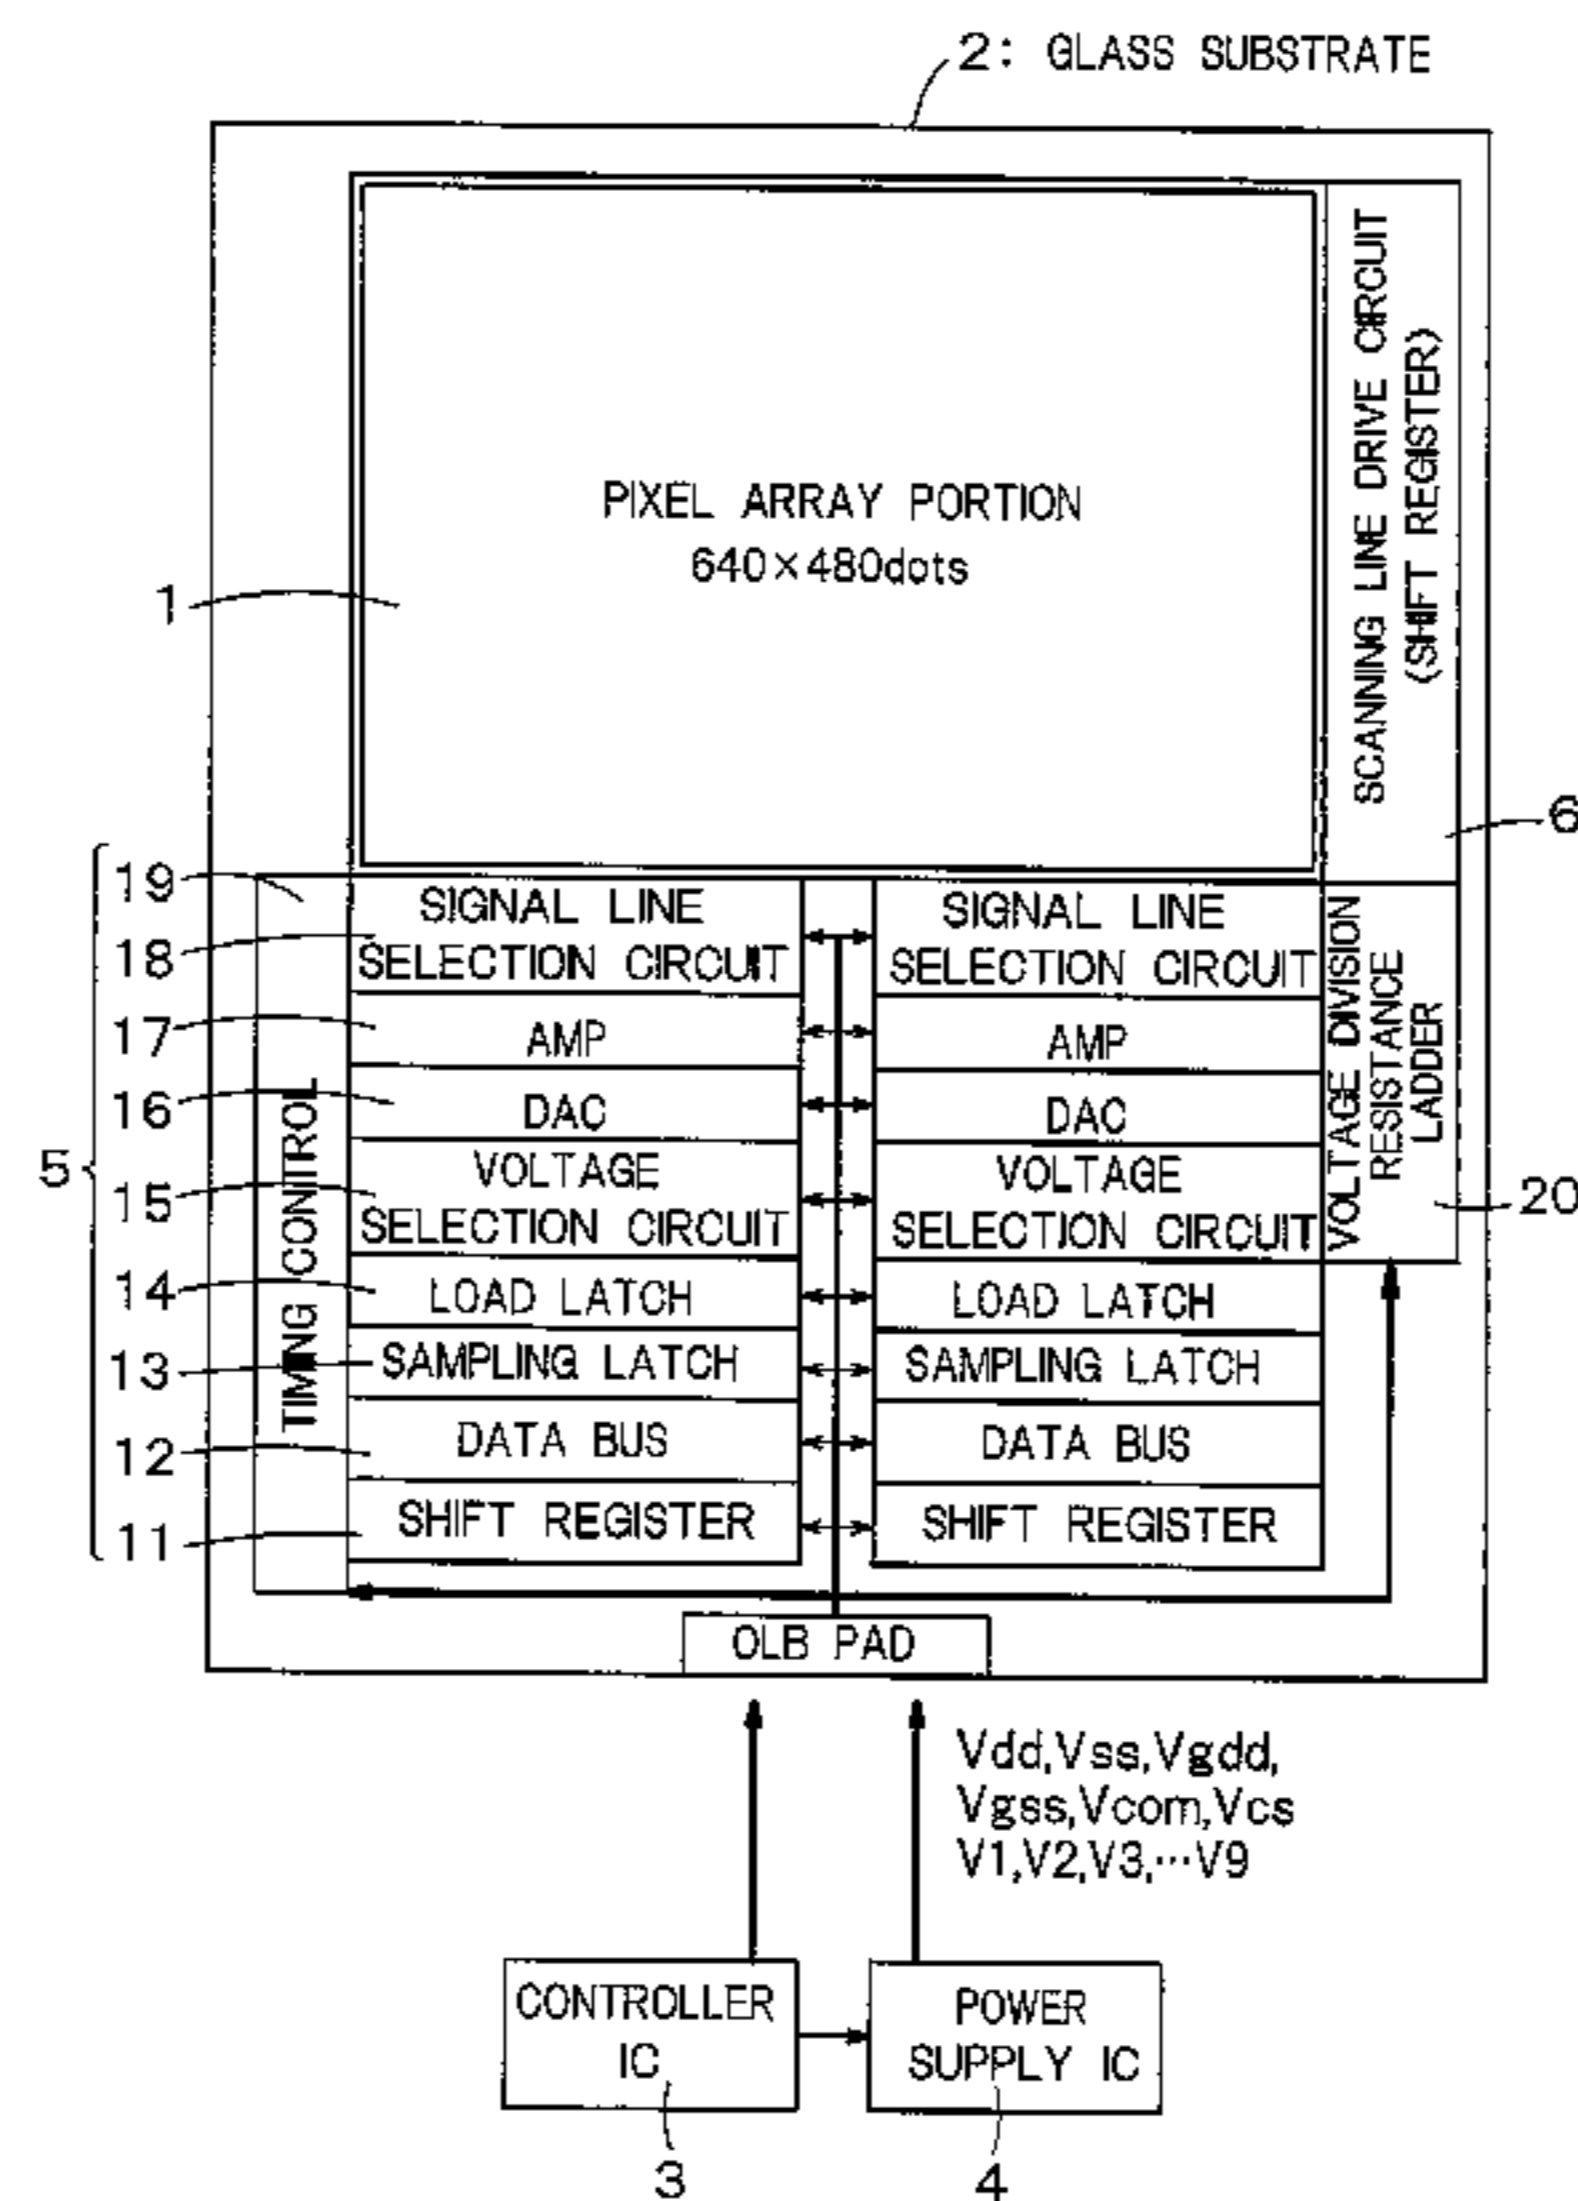 2: GLASS SUBSTRATE
PIXEL ARRAY PORTION
640×480dots
1
SCANNING LINE DRIVE CIRCUIT
(SHIFT REGISTER)
6
5
19
18
17
16
15
14
13
12
11
TIMING CONTROL
SIGNAL LINE
SELECTION CIRCUIT
AMP
DAC
VOLTAGE
SELECTION CIRCUIT
LOAD LATCH
SAMPLING LATCH
DATA BUS
SHIFT REGISTER
SIGNAL LINE
SELECTION CIRCUIT
AMP
DAC
VOLTAGE
SELECTION CIRCUIT
LOAD LATCH
SAMPLING LATCH
DATA BUS
SHIFT REGISTER
VOLTAGE DIVISION
RESISTANCE
LADDER
20
OLB PAD
Vdd,Vss,Vgdd,
Vgss,Vcom,Vcs
V1,V2,V3,···V9
CONTROLLER
IC
POWER
SUPPLY IC
3
4